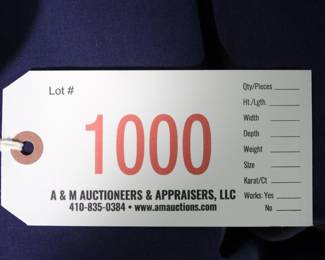 Lot #
1000
A & M AUCTIONEERS & APPRAISERS, LLC
410-835-0384 • www.amauctions.com
Qty/Pieces
Ht./Lgth.
Width
Depth
Weight
Size
Karat/Ct
Works: Yes
No